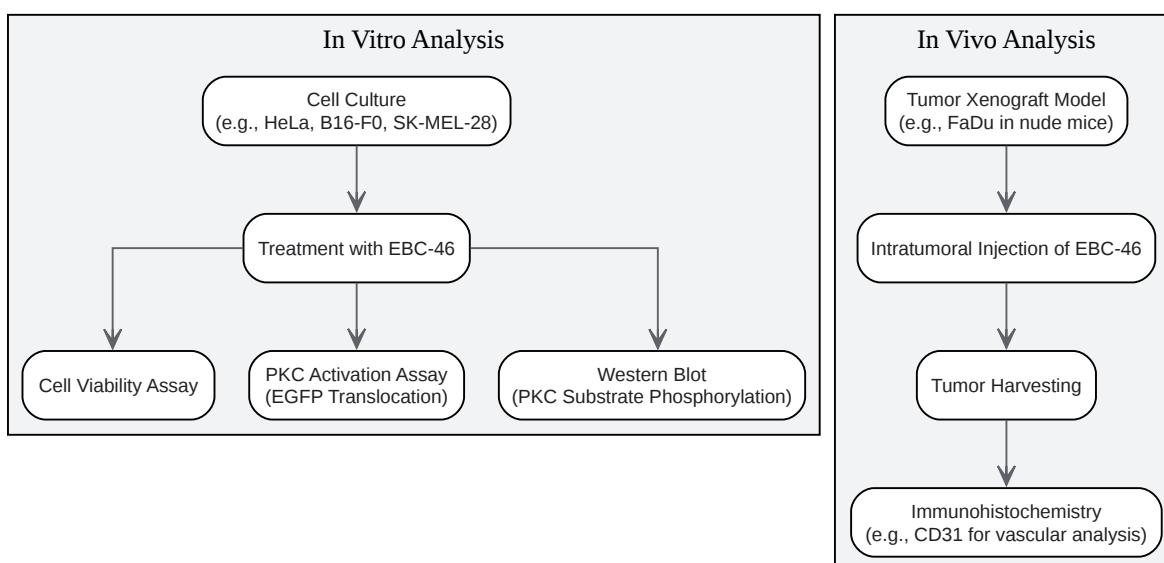 In Vitro Analysis
Cell Culture
(e.g., HeLa, B16-F0, SK-MEL-28)
Treatment with EBC-46
Cell Viability Assay
PKC Activation Assay
(EGFP Translocation)
Western Blot
(PKC Substrate Phosphorylation)
In Vivo Analysis
Tumor Xenograft Model
(e.g., FaDu in nude mice)
Intratumoral Injection of EBC-46
Tumor Harvesting
Immunohistochemistry
(e.g., CD31 for vascular analysis)